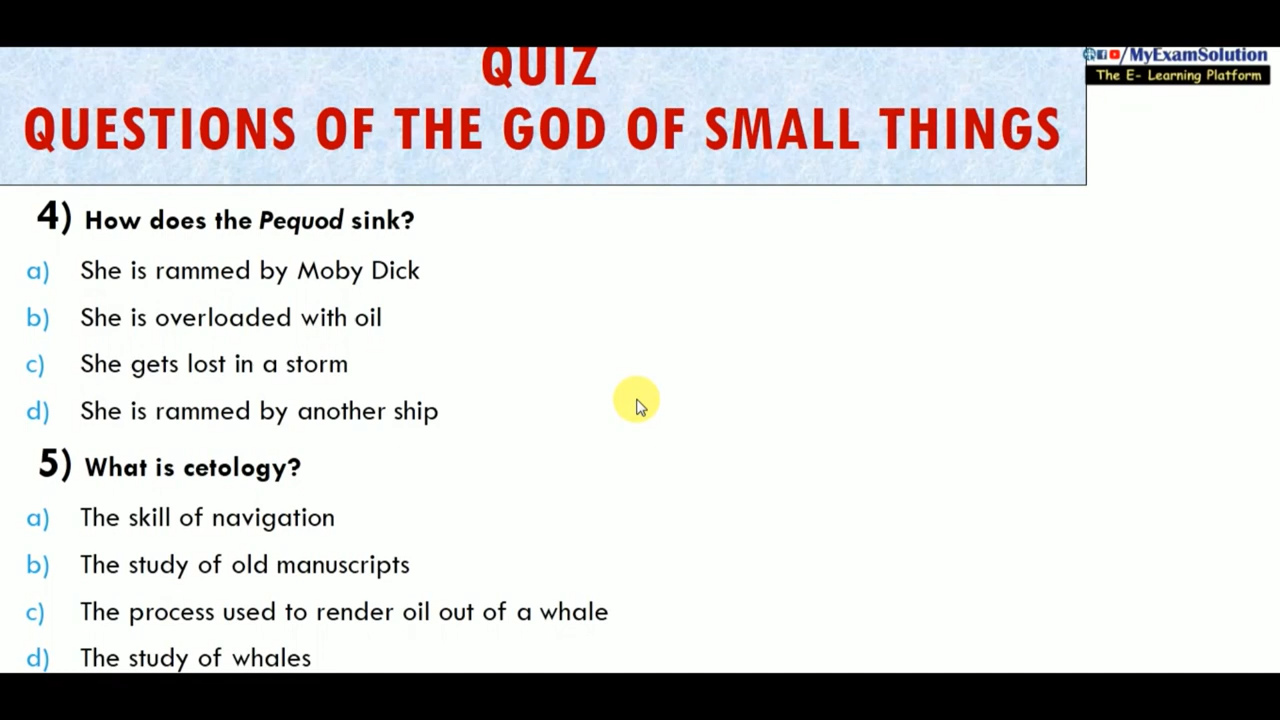 QUIZ
QUESTIONS OF THE GOD OF SMALL THINGS
/MyExamSolution
The E- Learning Platform
4) How does the Pequod sink?
a) She is rammed by Moby Dick
b) She is overloaded with oil
c) She gets lost in a storm
d) She is rammed by another ship
5) What is cetology?
a) The skill of navigation
b) The study of old manuscripts
c) The process used to render oil out of a whale
d) The study of whales